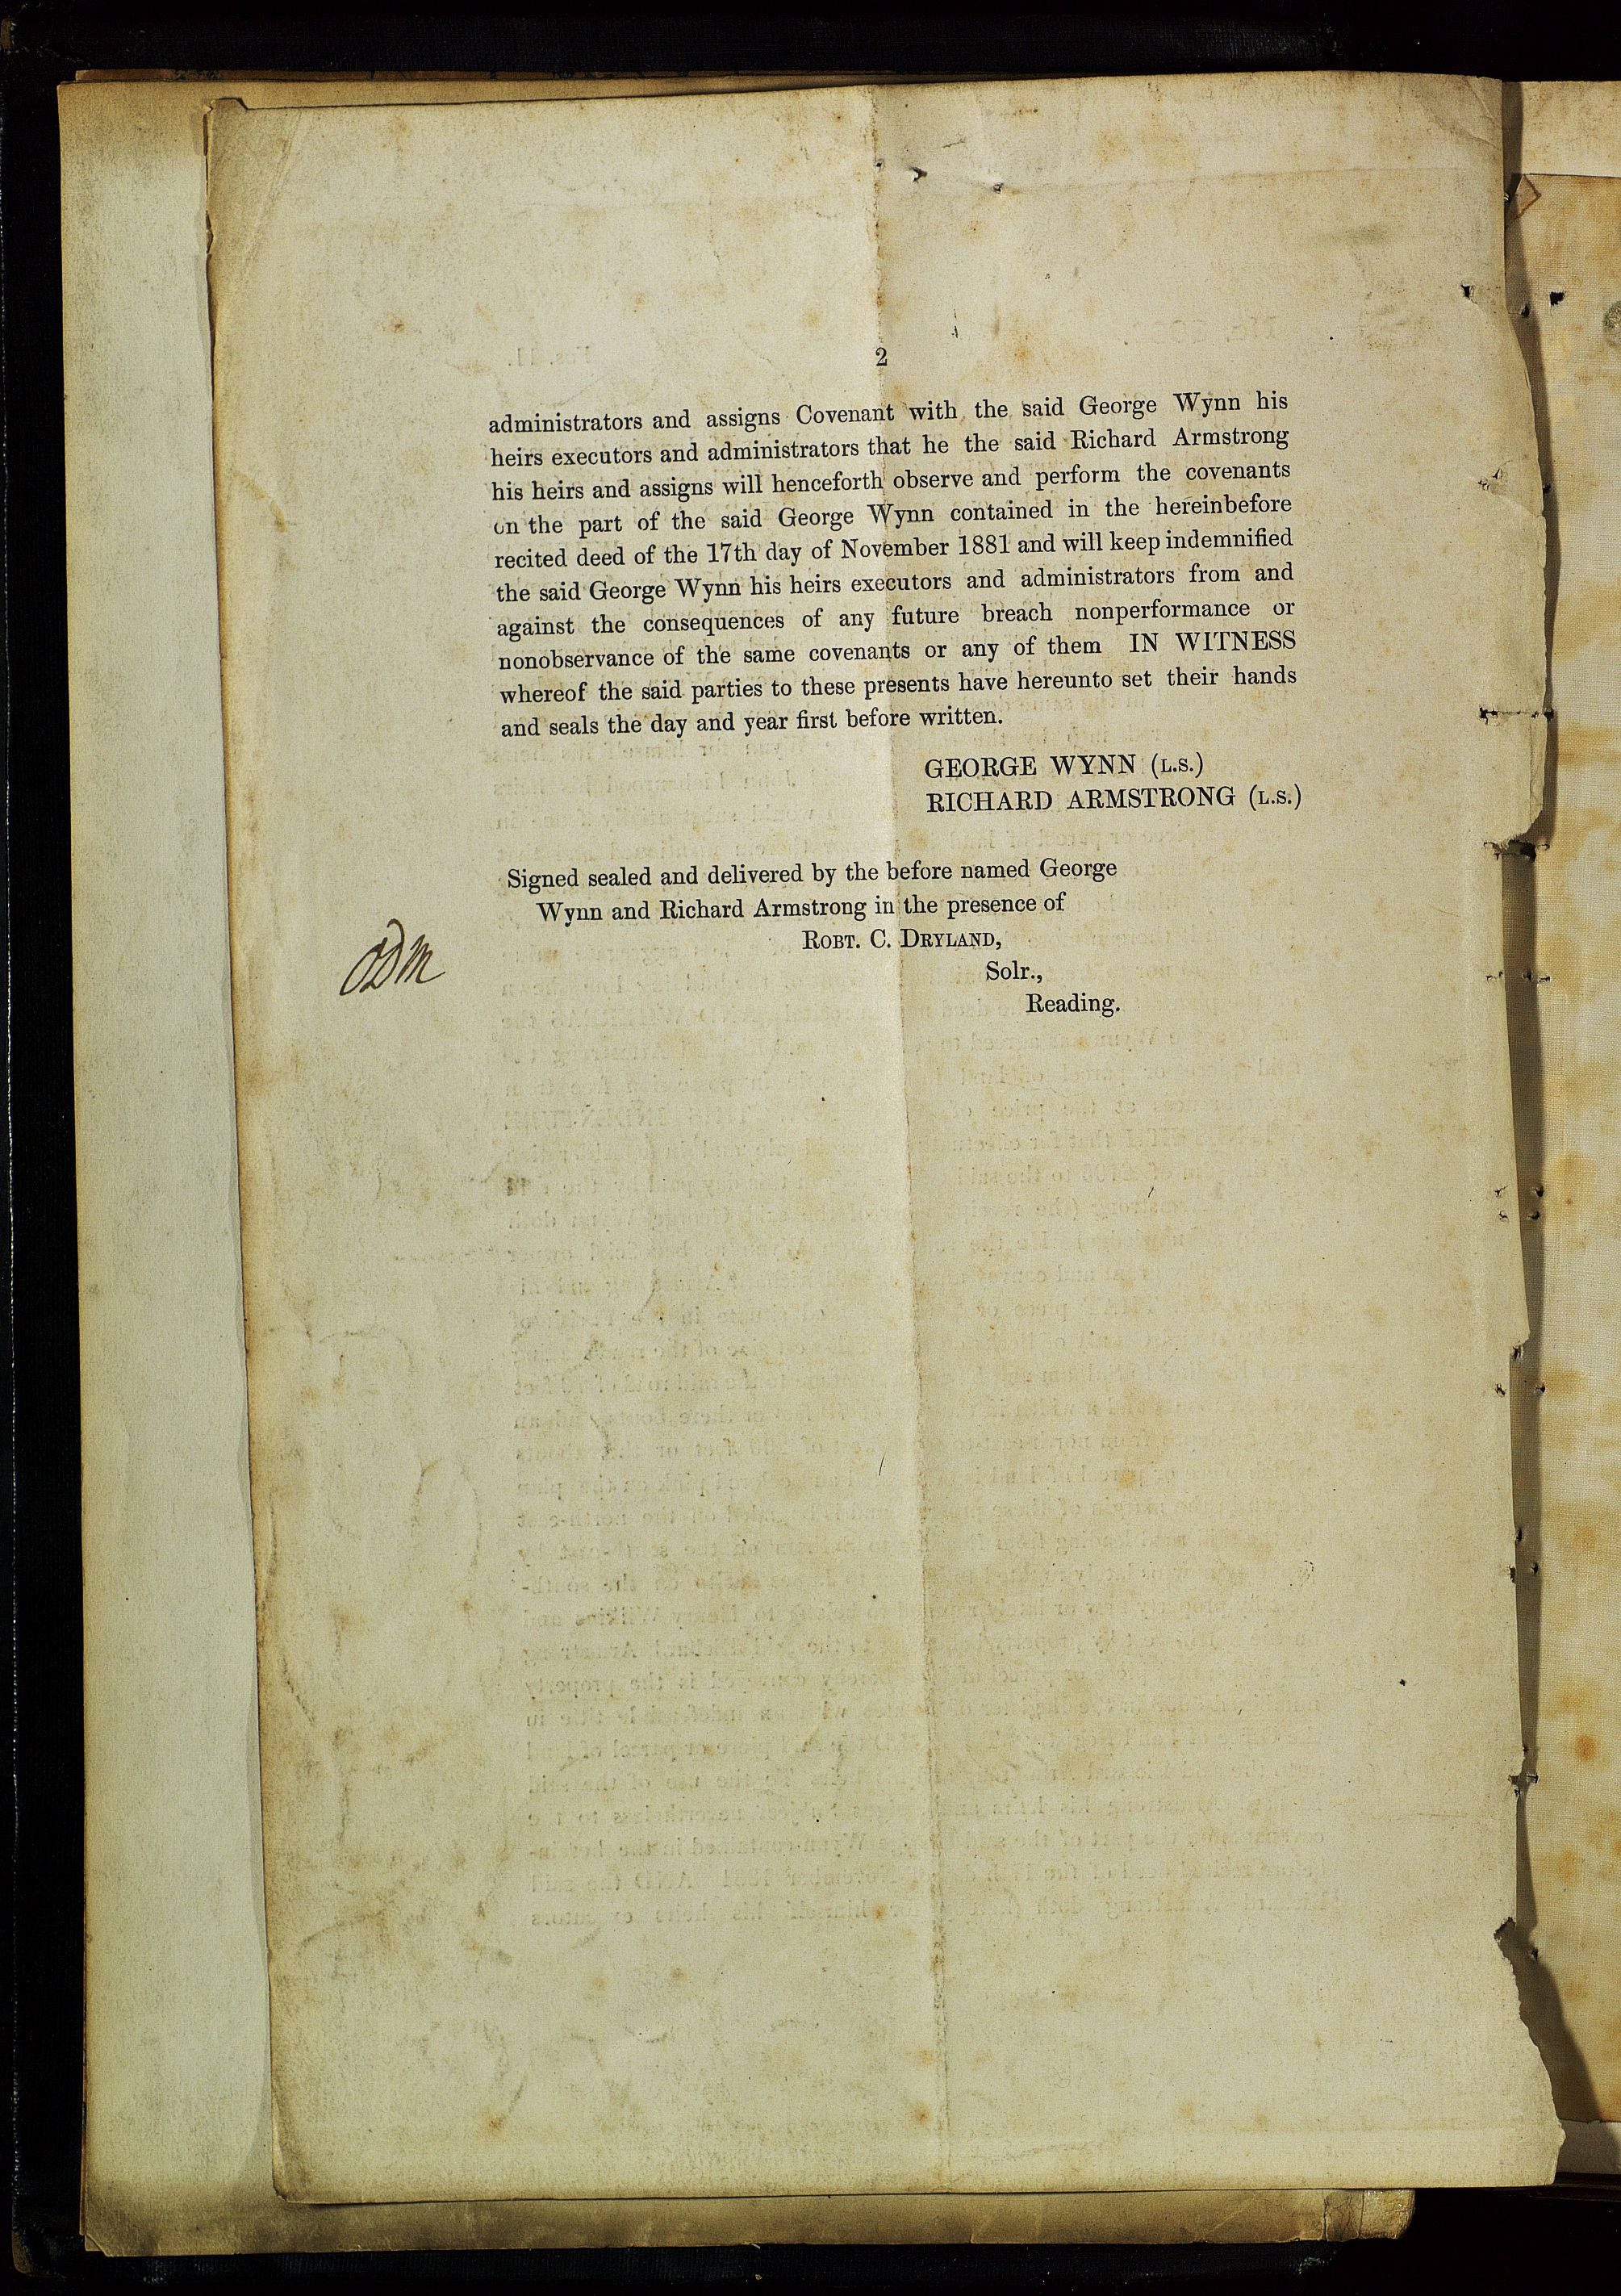 2
administrators and assigns Covenant with the said George Wynn his
heirs executors and administrators that he the said Richard Armstrong
his heirs and assigns will henceforth observe and perform the covenants
on the part of the said George Wynn contained in the hereinbefore
recited deed of the 17th day of November 1881 and will keep indemnified
the said George Wynn his heirs executors and administrators from and
against the consequences of any future breach nonperformance or
nonobservance of the same covenants or any of them IN WITNESS
whereof the said parties to these presents have hereunto set their hands
and seals the day and year first before written.
GEORGE WYNN (L.S.)
RICHARD ARMSTRONG (L.S.)
Signed sealed and delivered by the before named George
Wynn and Richard Armstrong in the presence of
ROBT. C. DRYLAND,
Solr.,
Reading.